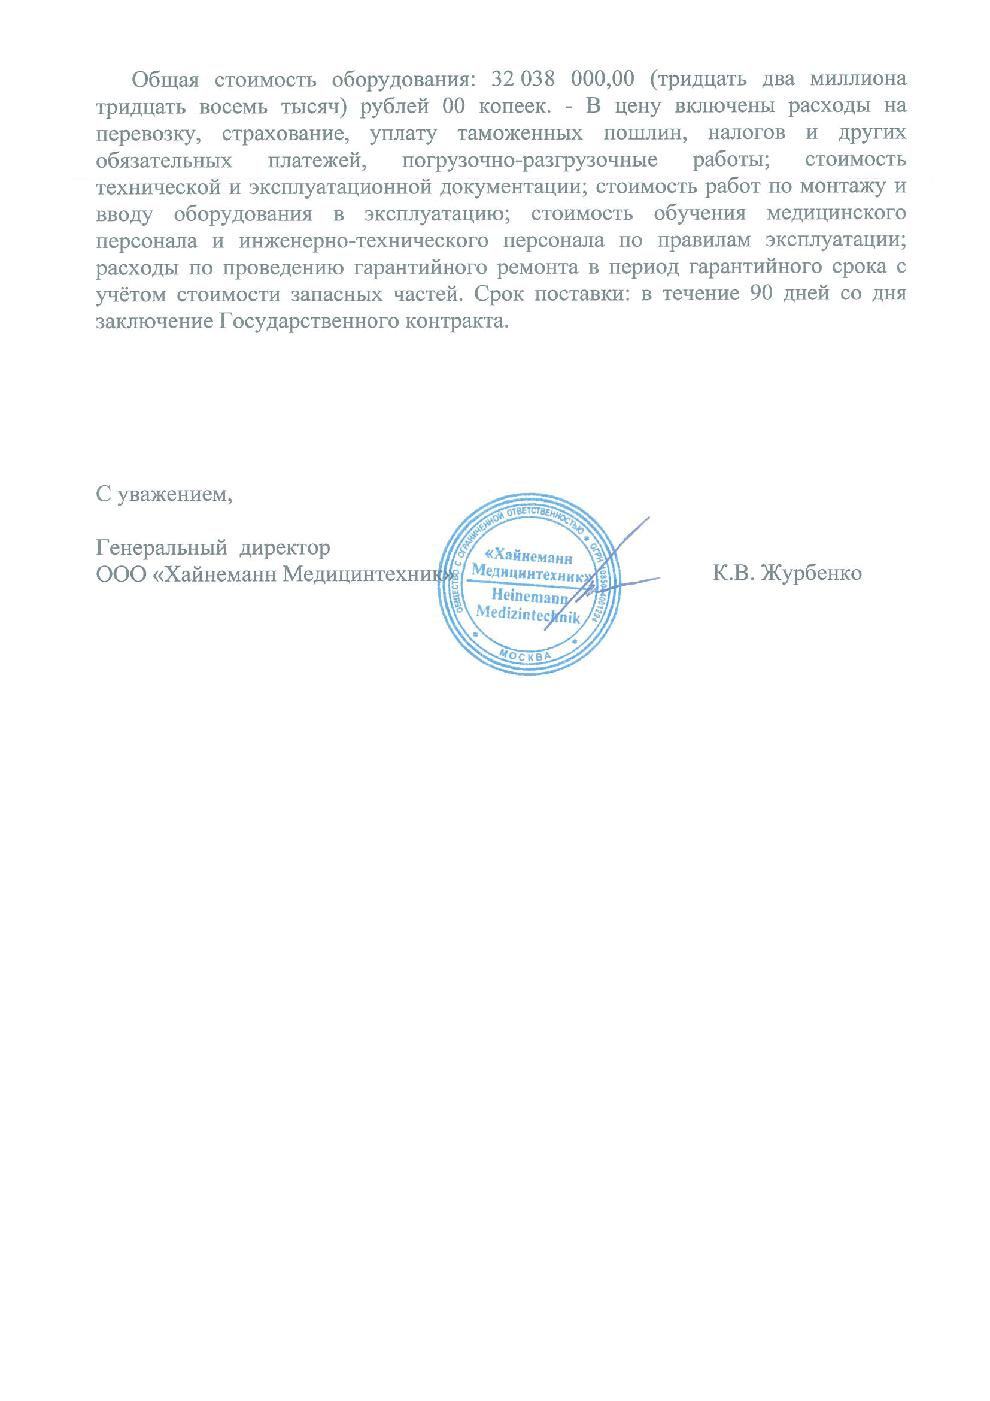 Общая стоимость оборудования: 32 038 000,00 (тридцать два миллиона
тридцать восемь тысяч) рублей 00 копеек. - В цену включены расходы на
перевозку, страхование, уплату таможенных пошлин, налогов и других
обязательных платежей, погрузочно-разгрузочные работы; стоимость
технической и эксплуатационной документации; стоимость работ по монтажу и
вводу оборудования в эксплуатацию; стоимость обучения медицинского
персонала и инженерно-технического персонала по правилам эксплуатации;
расходы по проведению гарантийного ремонта в период гарантийного срока с
учётом стоимости запасных частей. Срок поставки: в течение 90 дней со дня
заключение Государственного контракта.
С уважением,
Генеральный директор
ООО «Хайнеманн Медицинтехник»
К.В. Журбенко
ОБЩЕСТВО С ОГРАНИЧЕННОЙ ОТВЕТСТВЕННОСТЬЮ * ОГРН
«Хайнеманн
Медицинтехник»
Heinemann
Medizintechnik
* МОСКВА *